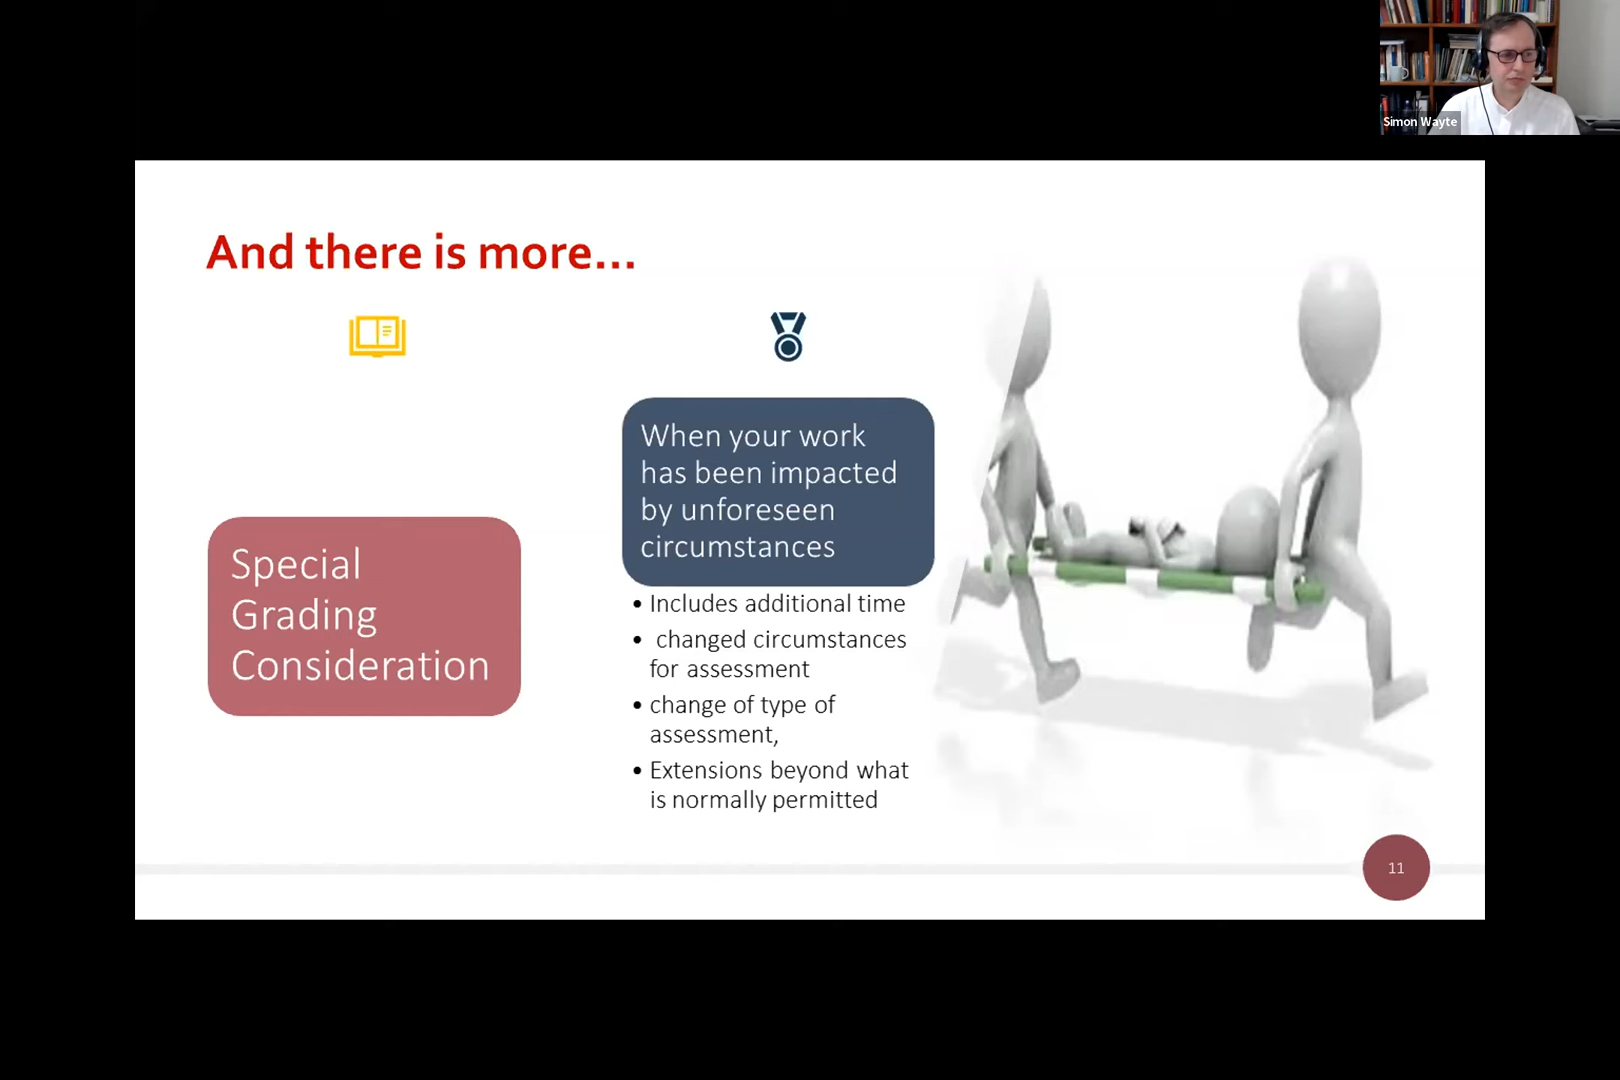 Simon Wayte
And there is more...
Special
Grading
Consideration
When your work
has been impacted
by unforeseen
circumstances
• Includes additional time
• changed circumstances
for assessment
• change of type of
assessment,
• Extensions beyond what
is normally permitted
11